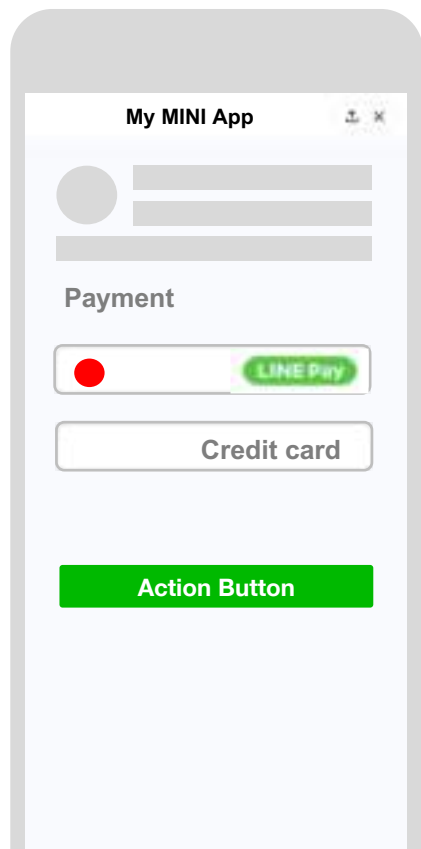 My MINI App
Payment
LINE Pay
Credit card
Action Button